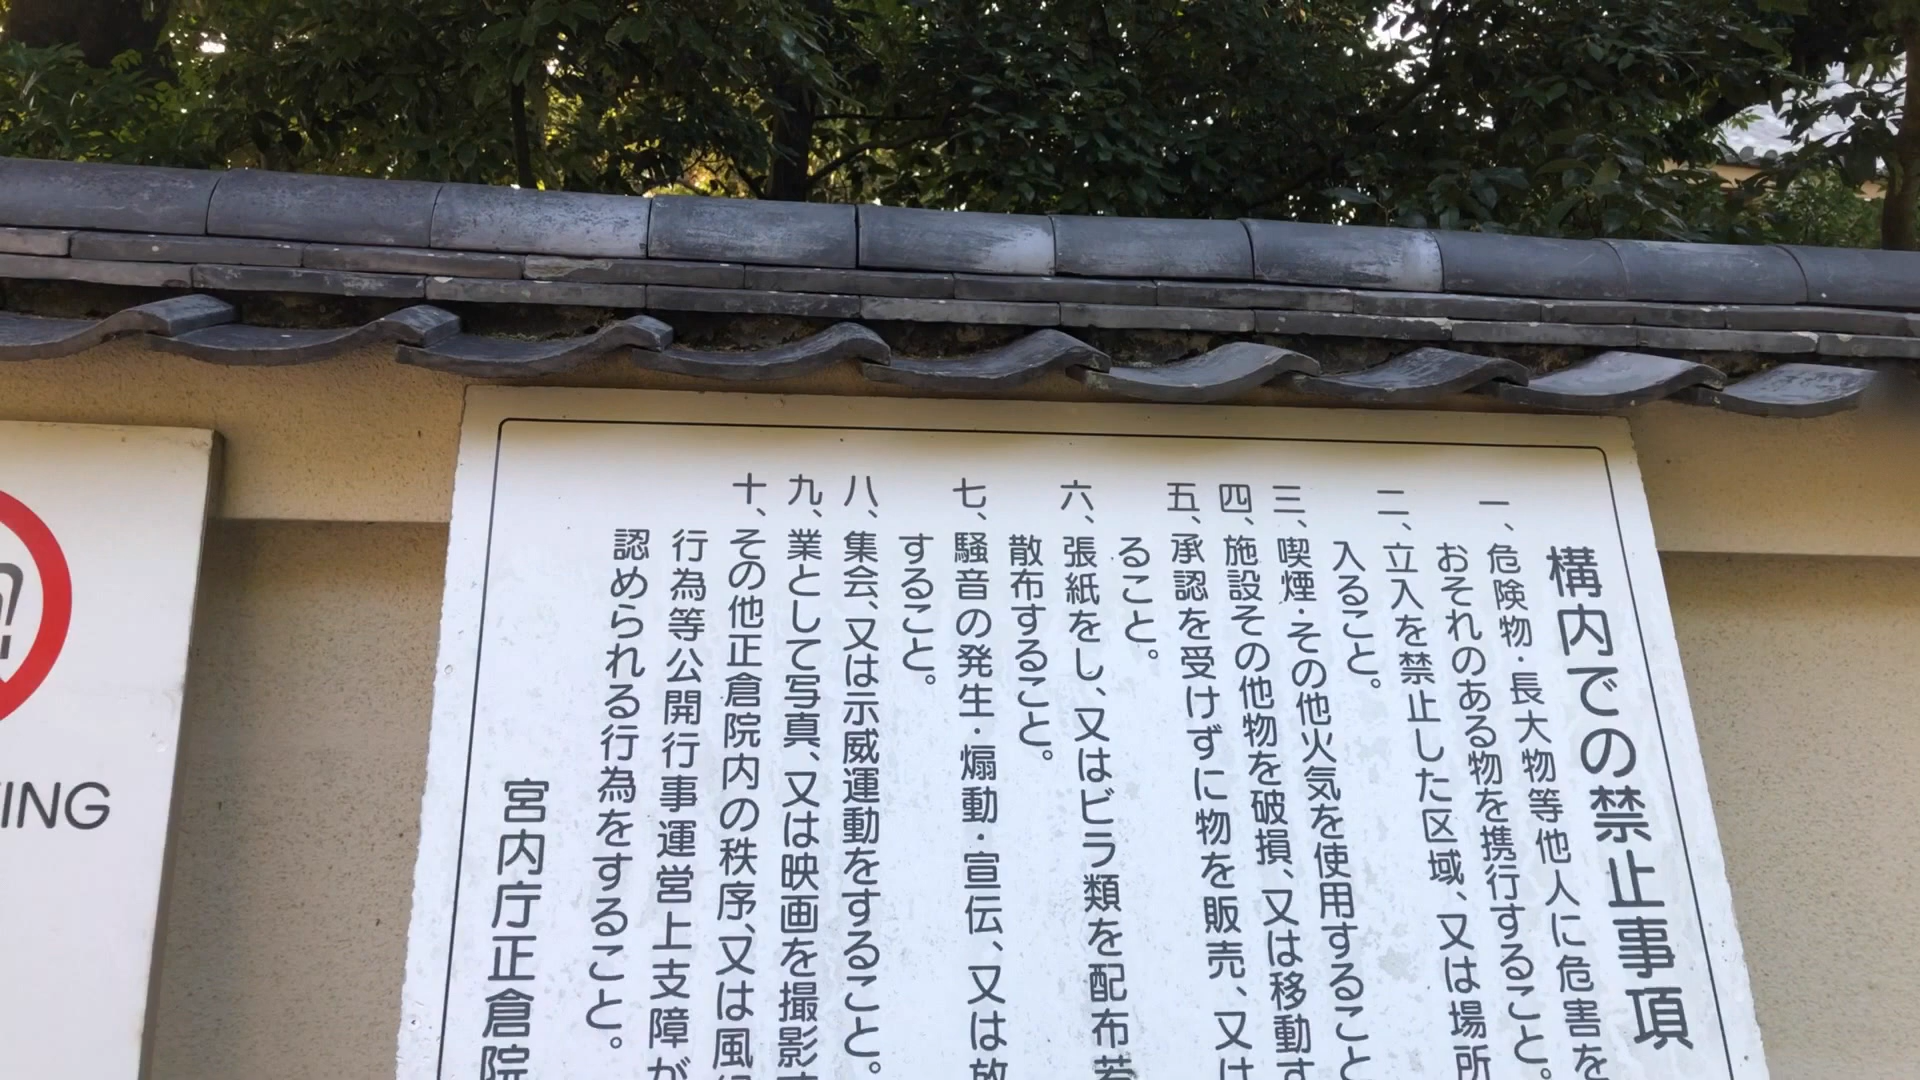 構内での禁止事項
一、危険物・長大物等他人に危害を
おそれのある物を携行すること。
二、立入を禁止した区域、又は場所
入ること。
三、喫煙・その他火気を使用すること
四、施設その他物を破損、又は移動す
五、承認を受けずに物を販売、又は
ること。
六、張紙をし、又はビラ類を配布若
散布すること。
七、騒音の発生・煽動・宣伝、又は放
すること。
八、集会、又は示威運動をすること。
九、業として写真、又は映画を撮影す
十、その他正倉院内の秩序、又は風
行為等公開行事運営上支障が
認められる行為をすること。
宮内庁正倉院
ING